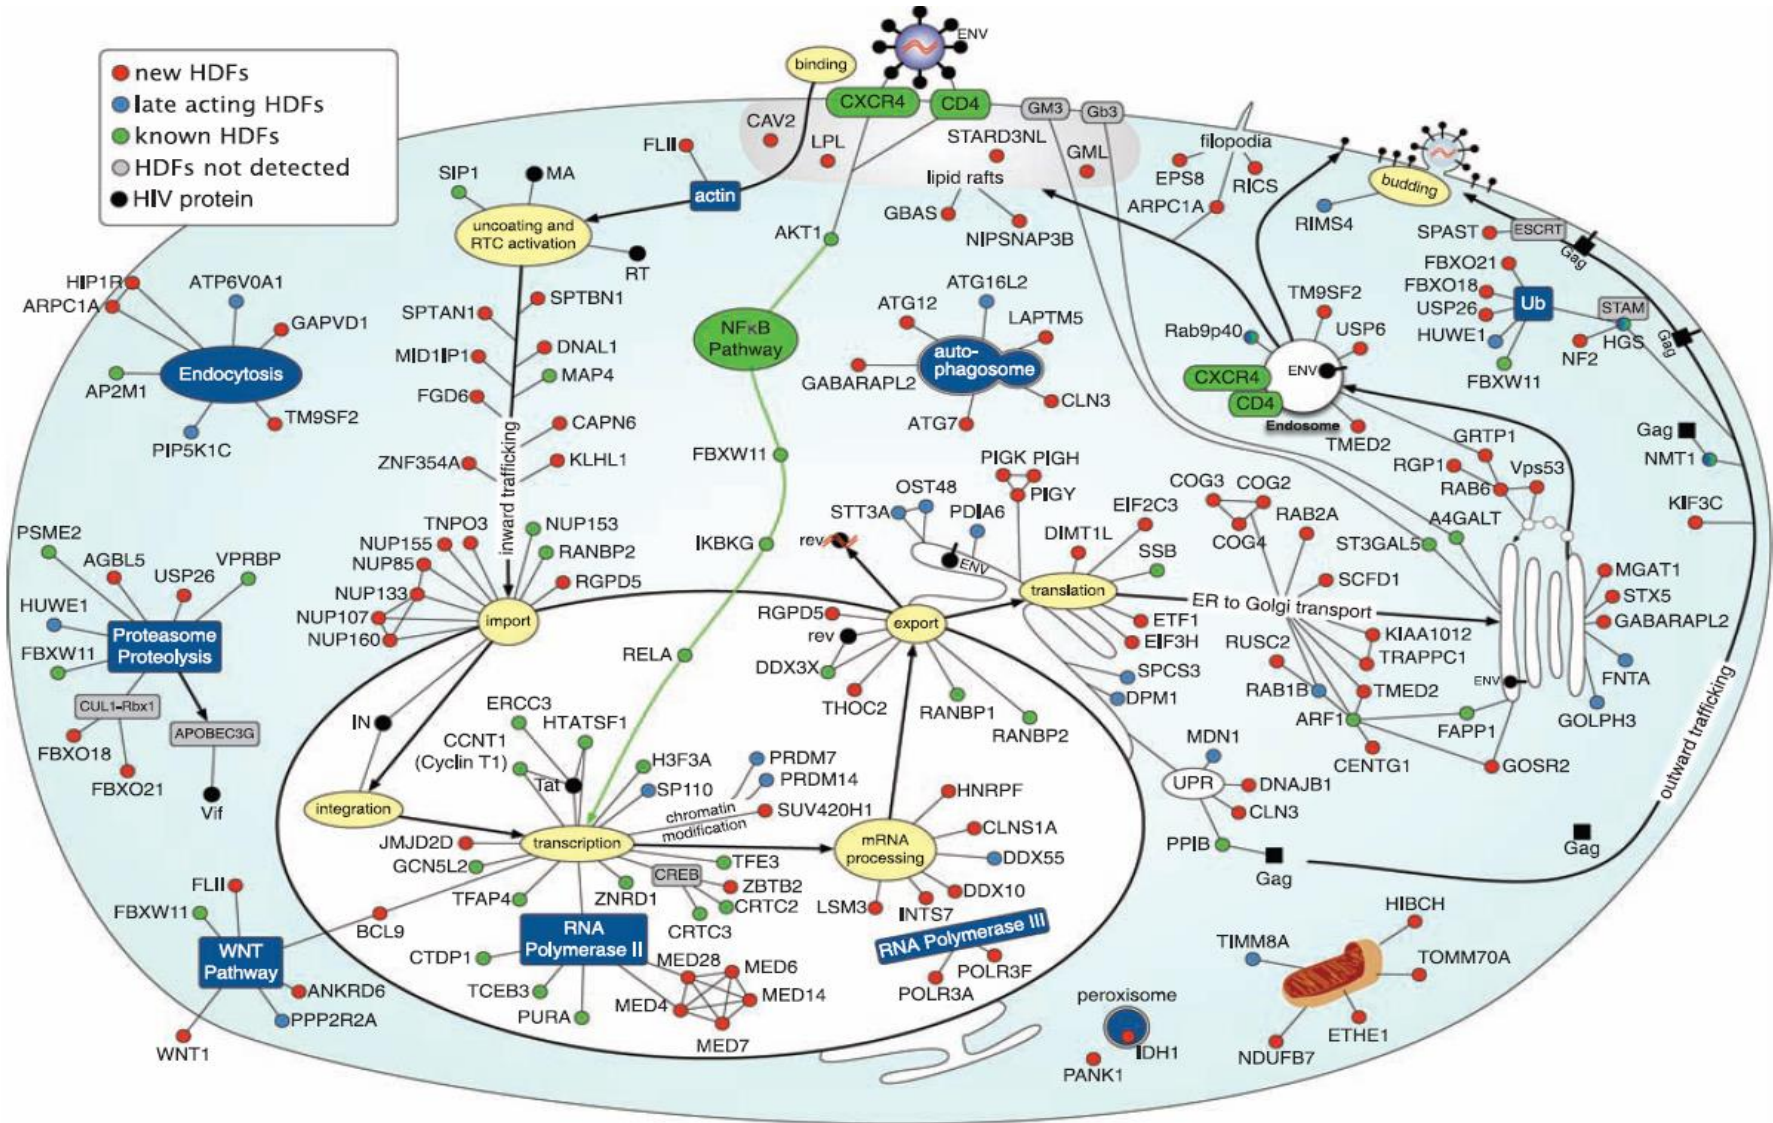 new HDFs
late acting HDFs
known HDFs
HDFs not detected
HIV protein
binding
ENV
CXCR4
CD4
GM3
Gb3
CAV2
LPL
STARD3NL
GML
lipid rafts
GBAS
NIPSNAP3B
FLII
actin
SIP1
MA
uncoating and
RTC activation
RT
AKT1
filopodia
EPS8
RICS
ARPC1A
budding
RIMS4
SPAST
ESCRT
Gag
FBXO21
FBXO18
USP26
HUWE1
Ub
STAM
HGS
NF2
FBXW11
Gag
HIP1R
ARPC1A
ATP6V0A1
GAPVD1
Endocytosis
AP2M1
PIP5K1C
TM9SF2
SPTAN1
SPTBN1
MID1IP1
DNAL1
MAP4
FGD6
CAPN6
ZNF354A
KLHL1
inward trafficking
NFκB
Pathway
FBXW11
IKBKG
RELA
ATG12
ATG16L2
LAPTM5
auto-
phagosome
GABARAPL2
CLN3
ATG7
Rab9p40
TM9SF2
USP6
ENV
CXCR4
CD4
Endosome
TMED2
GRTP1
RGP1
Vps53
RAB6
A4GALT
ST3GAL5
Gag
NMT1
KIF3C
PSME2
AGBL5
USP26
VPRBP
HUWE1
Proteasome
Proteolysis
FBXW11
CUL1-Rbx1
APOBEC3G
FBXO18
FBXO21
Vif
TNPO3
NUP155
NUP85
NUP133
NUP107
NUP160
NUP153
RANBP2
RGPD5
import
rev
OST48
STT3A
PDIA6
ENV
PIGK
PIGH
PIGY
DIMT1L
EIF2C3
SSB
translation
ETF1
EIF3H
SPCS3
DPM1
COG3
COG2
COG4
RAB2A
SCFD1
ER to Golgi transport
RUSC2
KIAA1012
TRAPPC1
RAB1B
TMED2
ARF1
CENTG1
FAPP1
GOSR2
ENV
MGAT1
STX5
GABARAPL2
FNTA
GOLPH3
outward trafficking
RGPD5
rev
DDX3X
export
THOC2
RANBP1
RANBP2
IN
integration
ERCC3
HTATSF1
CCNT1
(Cyclin T1)
Tat
H3F3A
SP110
PRDM7
PRDM14
SUV420H1
chromatin
modification
JMJD2D
GCN5L2
transcription
TFAP4
ZNRD1
CREB
TFE3
ZBTB2
CRTC2
CRTC3
mRNA
processing
HNRPF
CLNS1A
DDX55
DDX10
INTS7
LSM3
RNA Polymerase III
POLR3F
POLR3A
RNA
Polymerase II
CTDP1
TCEB3
PURA
MED28
MED6
MED14
MED4
MED7
FLII
FBXW11
BCL9
WNT
Pathway
ANKRD6
PPP2R2A
WNT1
MDN1
UPR
DNAJB1
CLN3
PPIB
Gag
Gag
peroxisome
IDH1
PANK1
HIBCH
TIMM8A
TOMM70A
ETHE1
NDUFB7